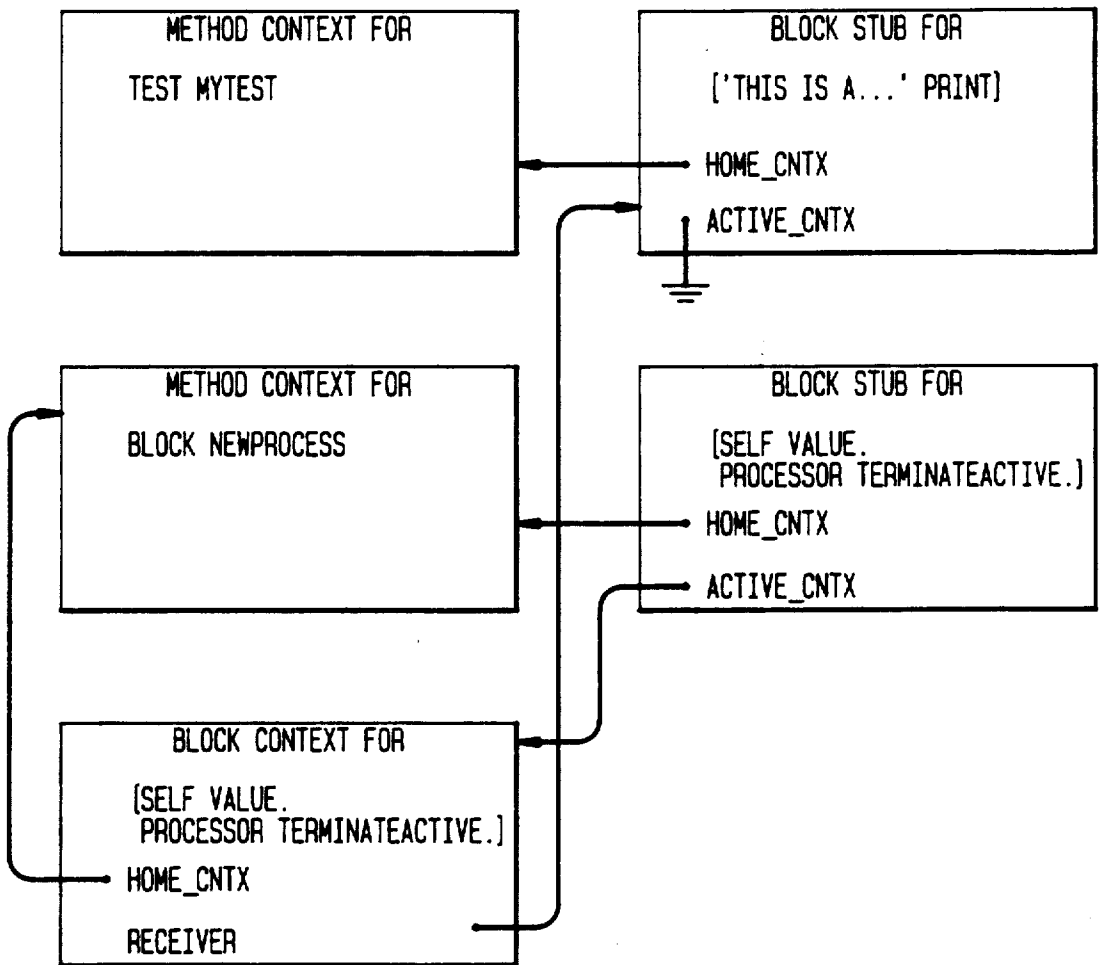 METHOD CONTEXT FOR
TEST MYTEST
BLOCK STUB FOR
['THIS IS A...' PRINT]
HOME_CNTX
ACTIVE_CNTX
METHOD CONTEXT FOR
BLOCK NEWPROCESS
BLOCK STUB FOR
[SELF VALUE.
PROCESSOR TERMINATEACTIVE.]
HOME_CNTX
ACTIVE_CNTX
BLOCK CONTEXT FOR
[SELF VALUE.
PROCESSOR TERMINATEACTIVE.]
HOME_CNTX
RECEIVER